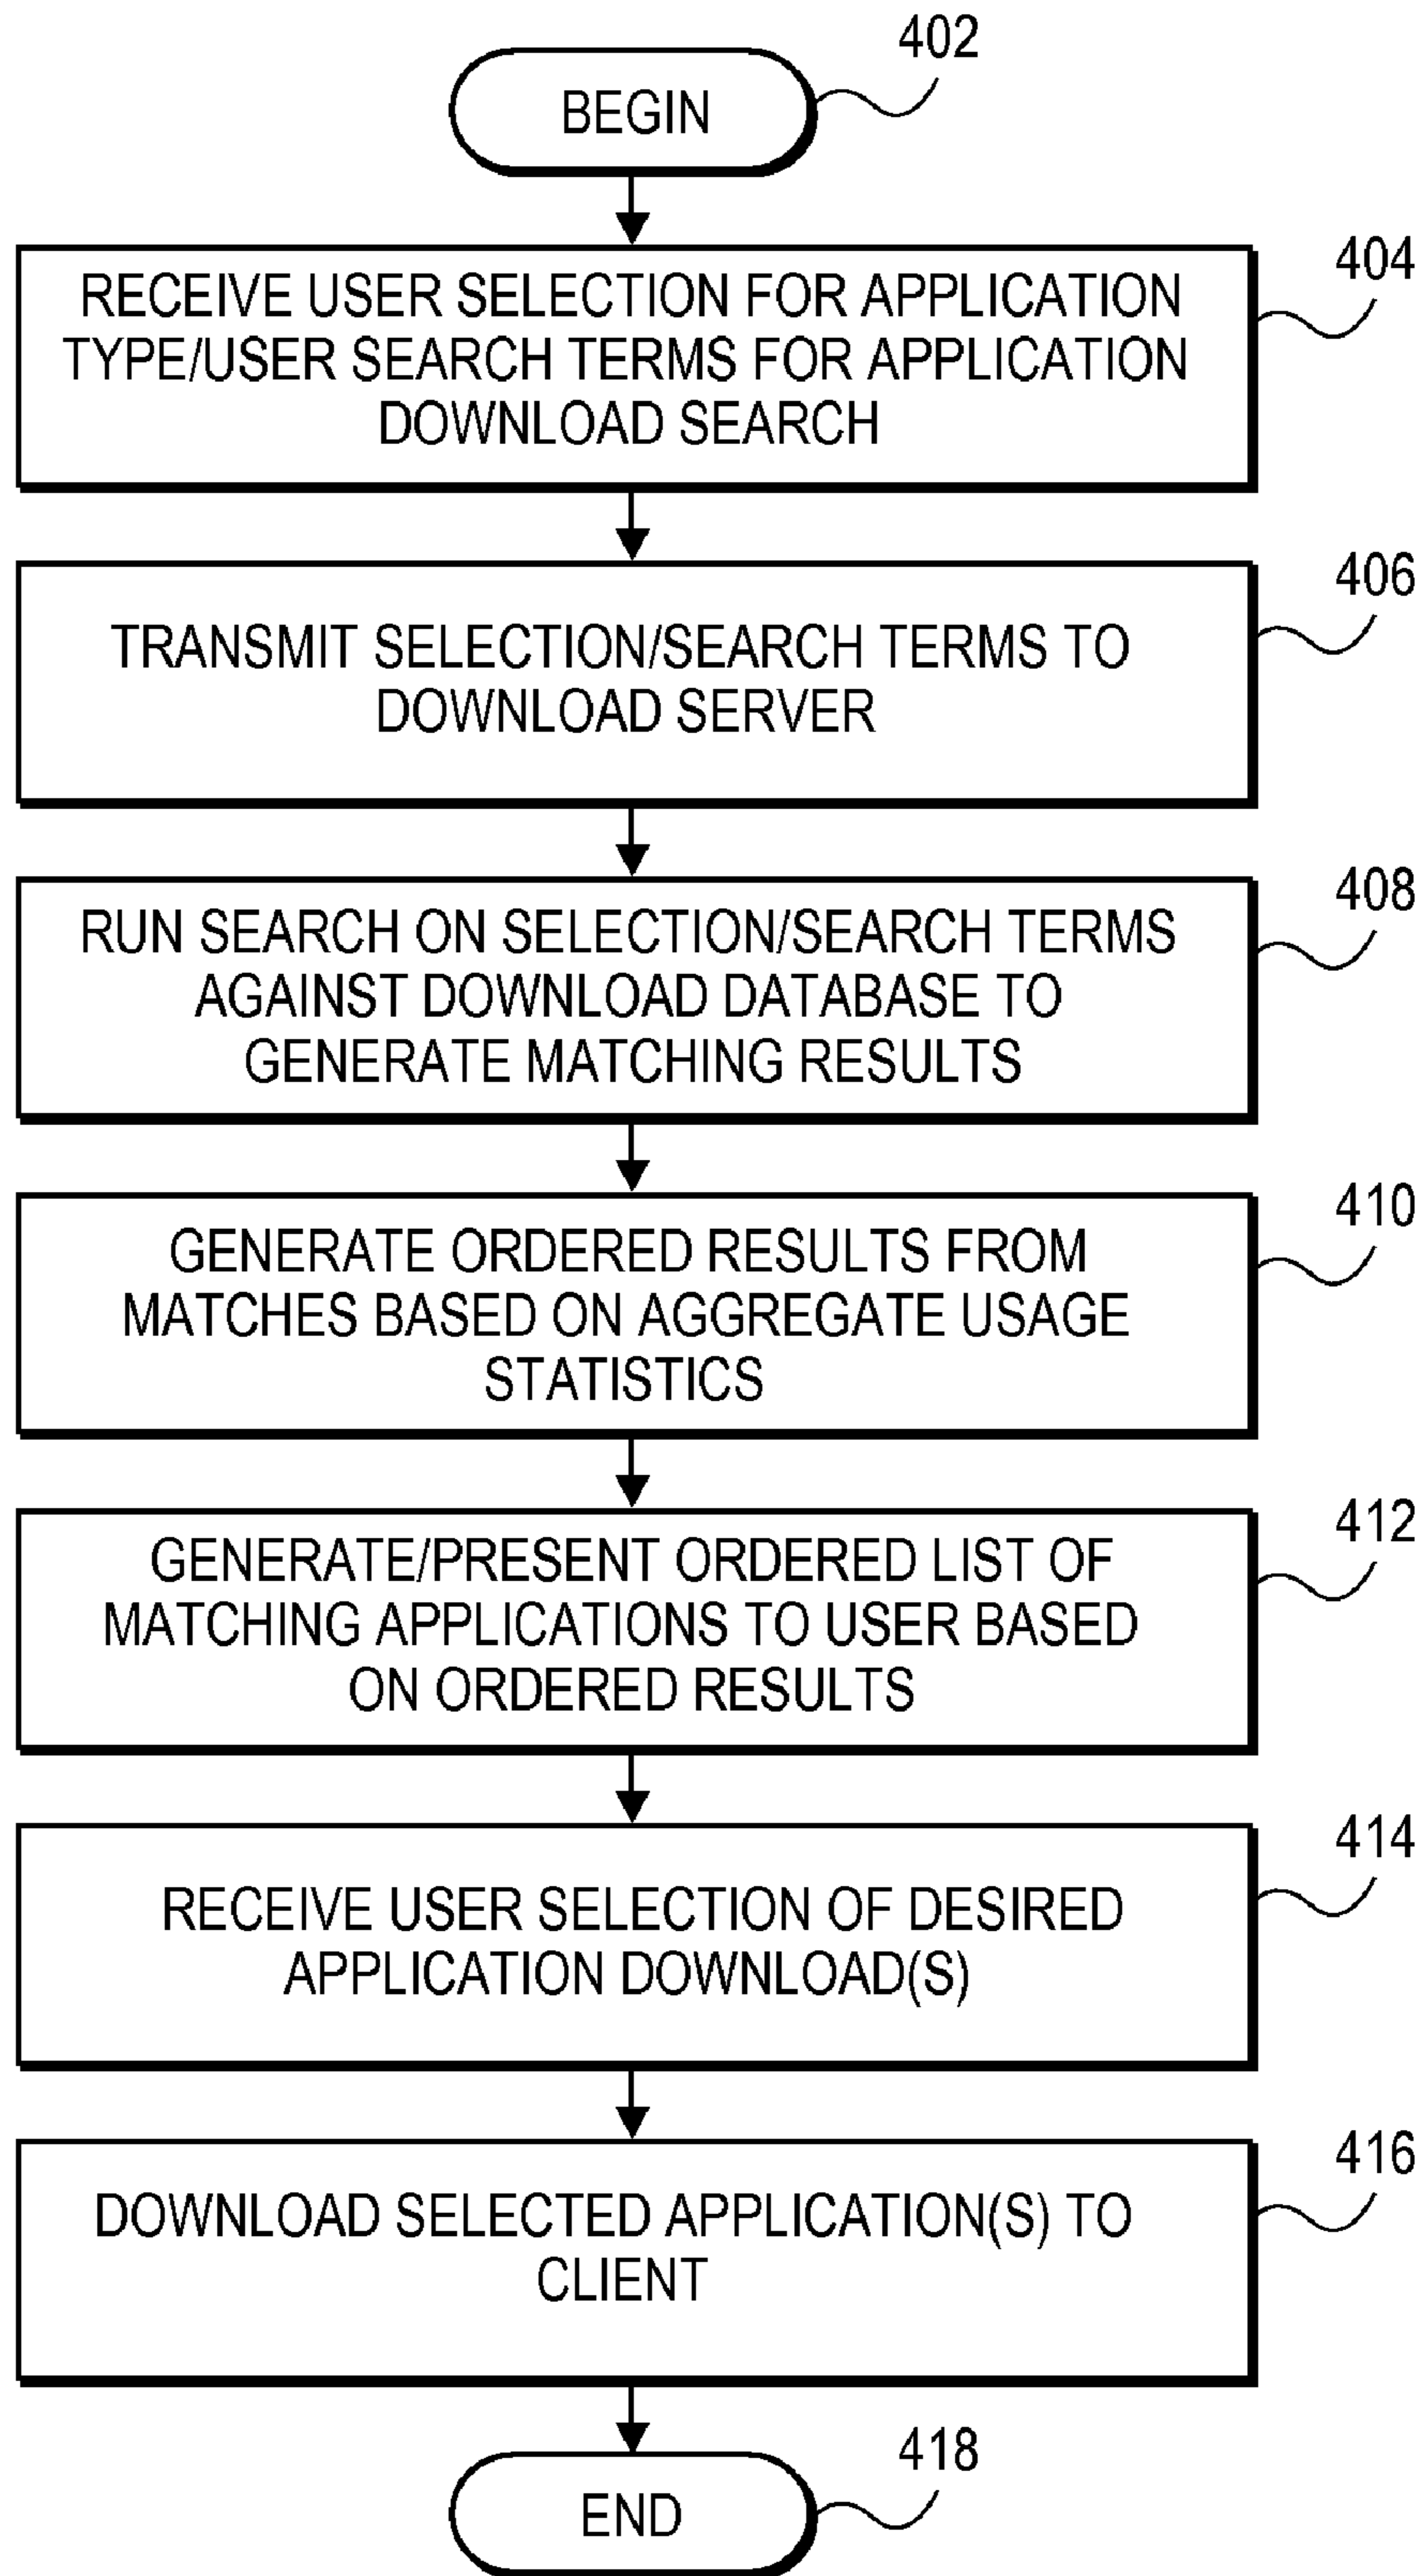 402
BEGIN
404
RECEIVE USER SELECTION FOR APPLICATION
TYPE/USER SEARCH TERMS FOR APPLICATION
DOWNLOAD SEARCH
406
TRANSMIT SELECTION/SEARCH TERMS TO
DOWNLOAD SERVER
408
RUN SEARCH ON SELECTION/SEARCH TERMS
AGAINST DOWNLOAD DATABASE TO
GENERATE MATCHING RESULTS
410
GENERATE ORDERED RESULTS FROM
MATCHES BASED ON AGGREGATE USAGE
STATISTICS
412
GENERATE/PRESENT ORDERED LIST OF
MATCHING APPLICATIONS TO USER BASED
ON ORDERED RESULTS
414
RECEIVE USER SELECTION OF DESIRED
APPLICATION DOWNLOAD(S)
416
DOWNLOAD SELECTED APPLICATION(S) TO
CLIENT
418
END